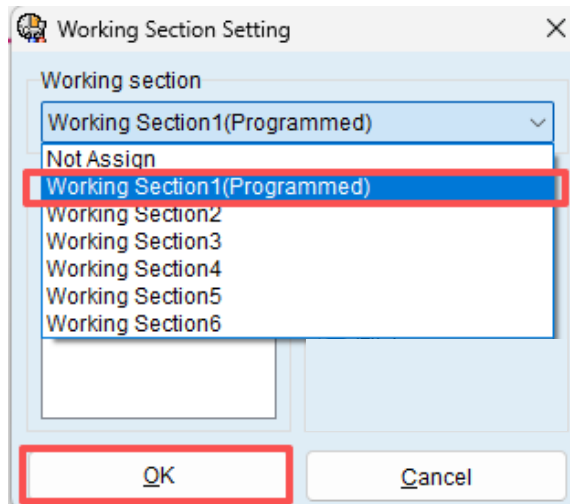 Working Section Setting
Working section
Working Section1(Programmed)
Not Assign
Working Section1(Programmed)
Working Section2
Working Section3
Working Section4
Working Section5
Working Section6
OK
Cancel